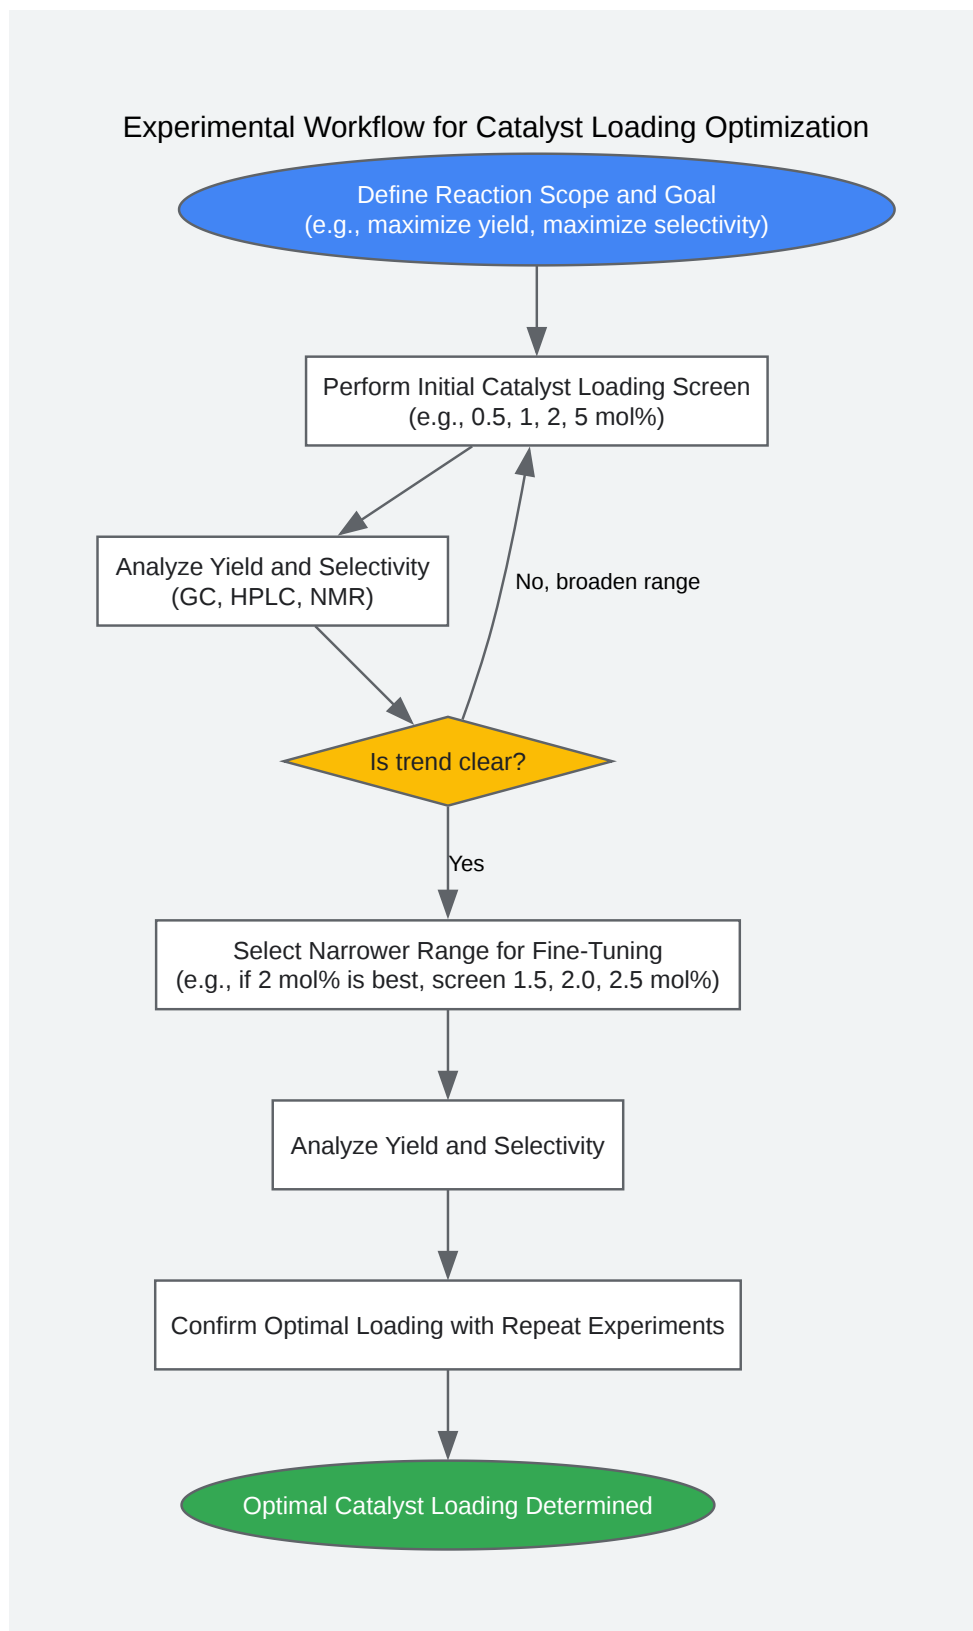 Experimental Workflow for Catalyst Loading Optimization
Define Reaction Scope and Goal
(e.g., maximize yield, maximize selectivity)
Perform Initial Catalyst Loading Screen
(e.g., 0.5, 1, 2, 5 mol%)
Analyze Yield and Selectivity
(GC, HPLC, NMR)
No, broaden range
Is trend clear?
Yes
Select Narrower Range for Fine-Tuning
(e.g., if 2 mol% is best, screen 1.5, 2.0, 2.5 mol%)
Analyze Yield and Selectivity
Confirm Optimal Loading with Repeat Experiments
Optimal Catalyst Loading Determined